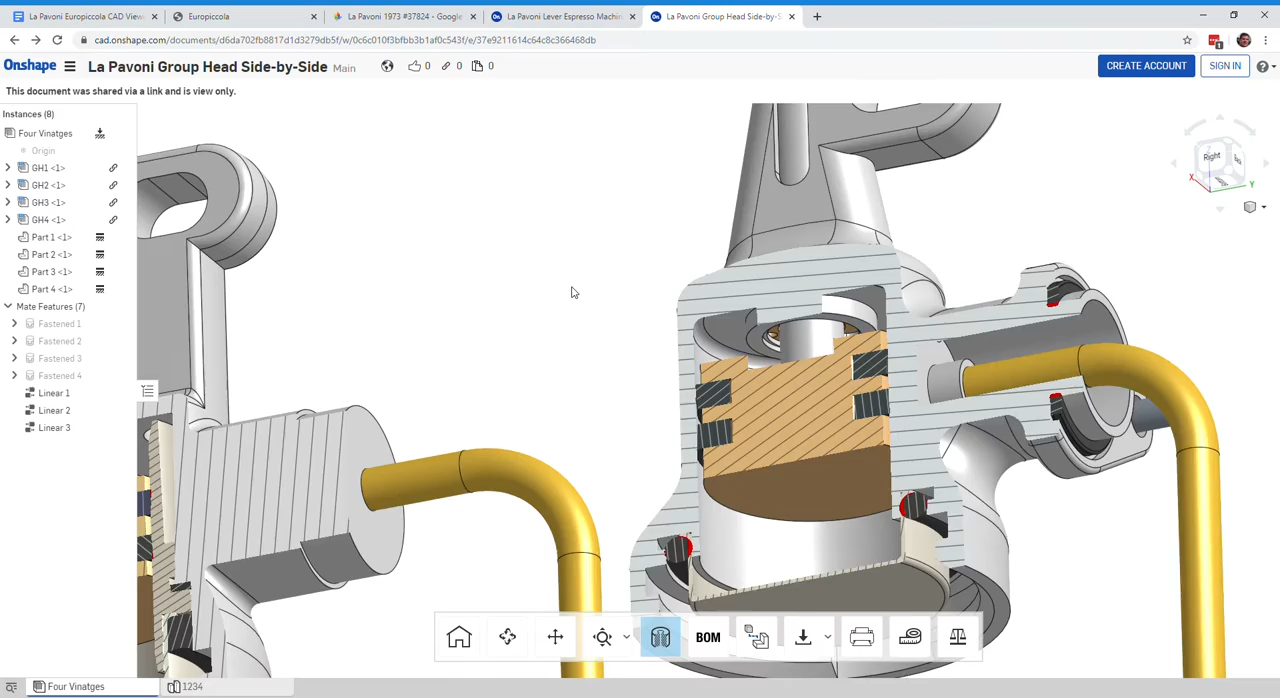 La Pavoni Europiccola CAD View
Europiccola
La Pavoni 1973 #37824 - Google
La Pavoni Lever Espresso Machin
La Pavoni Group Head Side-by-S
cad.onshape.com/documents/d6da702fb8817d1d3279db5f/w/0c6c010f3bfbb3b1af0c543f/e/37e9211614c64c8c366468db
Onshape
La Pavoni Group Head Side-by-Side Main
0
0
0
CREATE ACCOUNT
SIGN IN
This document was shared via a link and is view only.
Instances (8)
Four Vinatges
Origin
GH1 <1>
GH2 <1>
GH3 <1>
GH4 <1>
Part 1 <1>
Part 2 <1>
Part 3 <1>
Part 4 <1>
Mate Features (7)
Fastened 1
Fastened 2
Fastened 3
Fastened 4
Linear 1
Linear 2
Linear 3
Right
Z
X
Y
BOM
Four Vinatges
1234